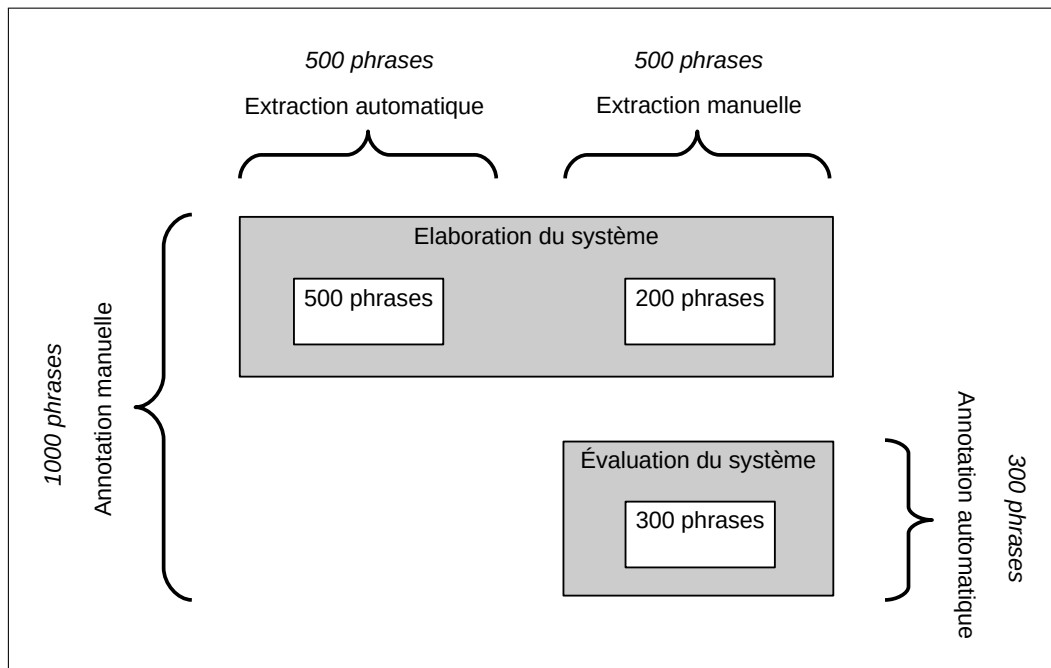 500 phrases
Extraction automatique
500 phrases
Extraction manuelle
1000 phrases
Annotation manuelle
Elaboration du système
500 phrases
200 phrases
Évaluation du système
300 phrases
Annotation automatique
300 phrases